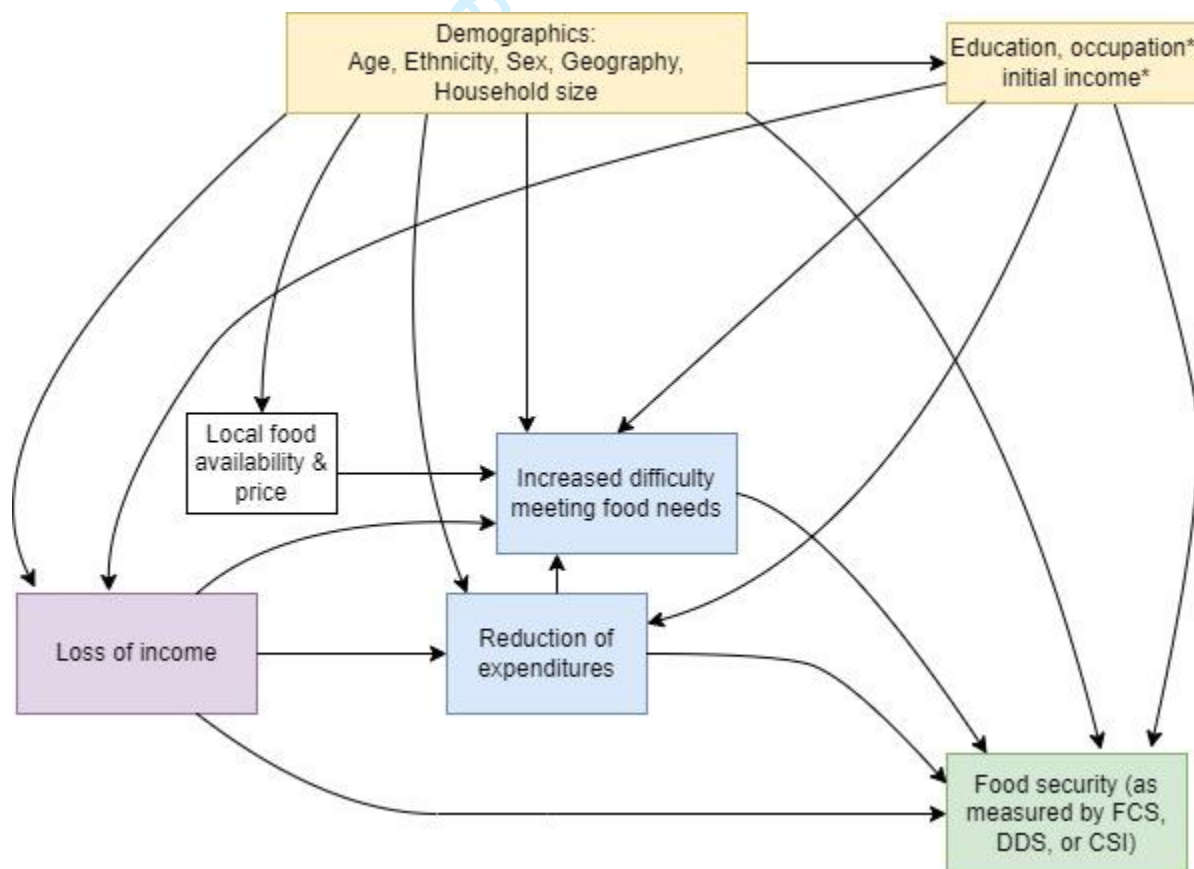 Demographics:
Age, Ethnicity, Sex, Geography,
Household size
Education, occupation*
initial income*
Local food
availability &
price
Increased difficulty
meeting food needs
Loss of income
Reduction of
expenditures
Food security (as
measured by FCS,
DDS, or CSI)